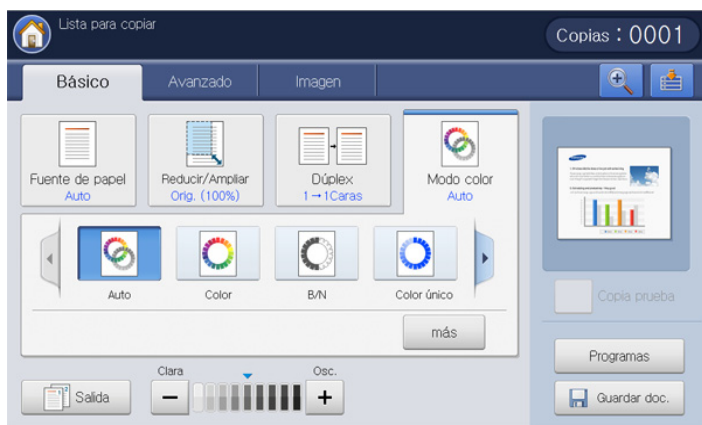 Lista para copiar
Copias : 0001
Básico
Avanzado
Imagen
Fuente de papel
Auto
Reducir/Ampliar
Orig. (100%)
Dúplex
1→1Caras
Modo color
Auto
Auto
Color
B/N
Color único
más
Copia prueba
Salida
Clara
Osc.
Programas
Guardar doc.